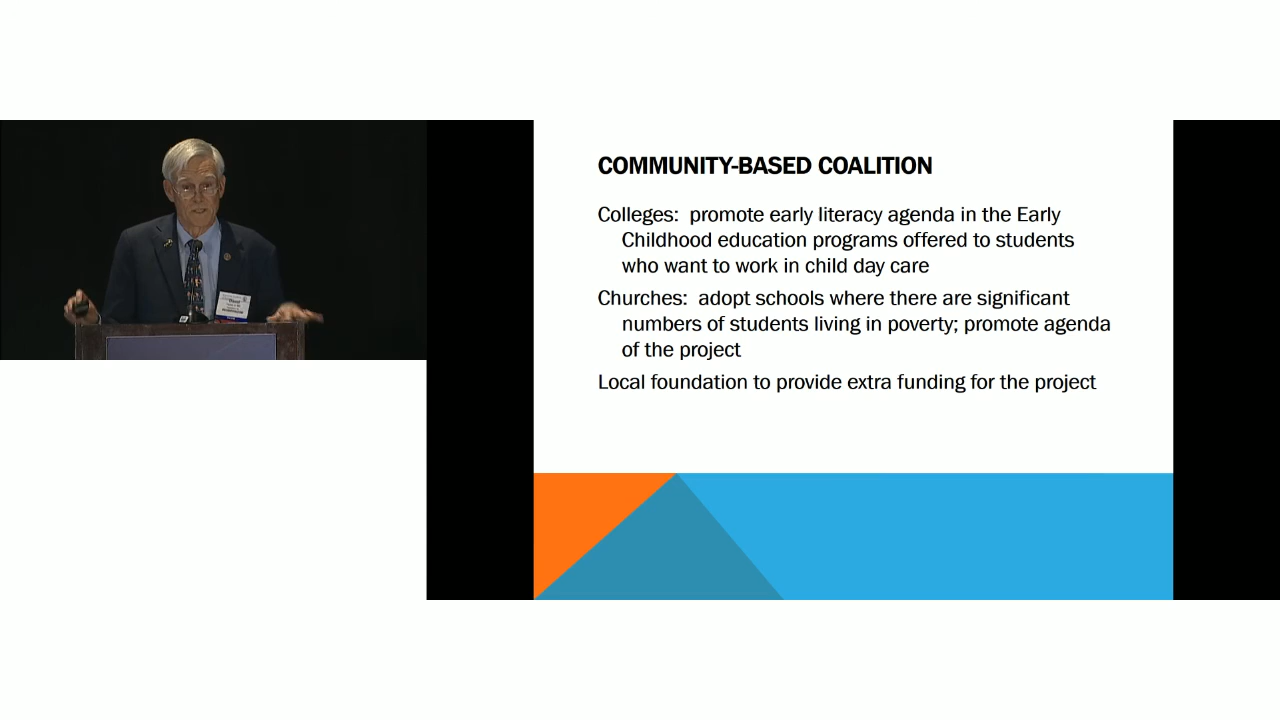 COMMUNITY-BASED COALITION
Colleges:  promote early literacy agenda in the Early
Childhood education programs offered to students
who want to work in child day care
Churches:  adopt schools where there are significant
numbers of students living in poverty; promote agenda
of the project
Local foundation to provide extra funding for the project